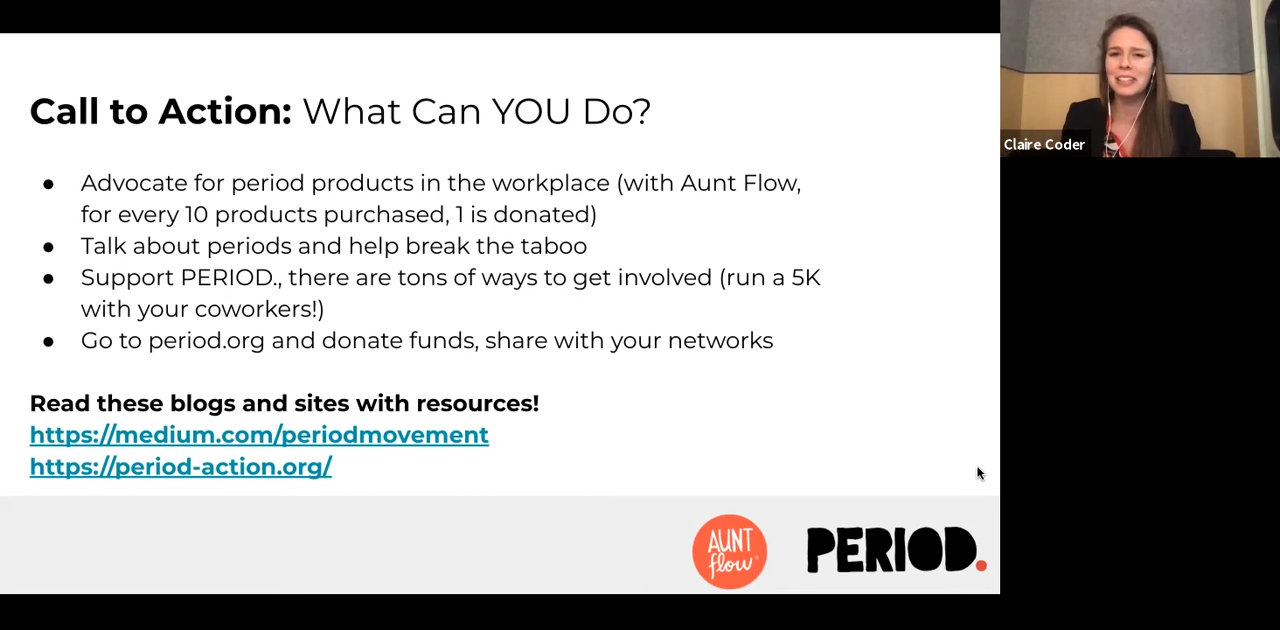 Call to Action: What Can YOU Do?
● Advocate for period products in the workplace (with Aunt Flow,
for every 10 products purchased, 1 is donated)
● Talk about periods and help break the taboo
● Support PERIOD., there are tons of ways to get involved (run a 5K
with your coworkers!)
● Go to period.org and donate funds, share with your networks
Read these blogs and sites with resources!
https://medium.com/periodmovement
https://period-action.org/
AUNT
flow
PERIOD.
Claire Coder